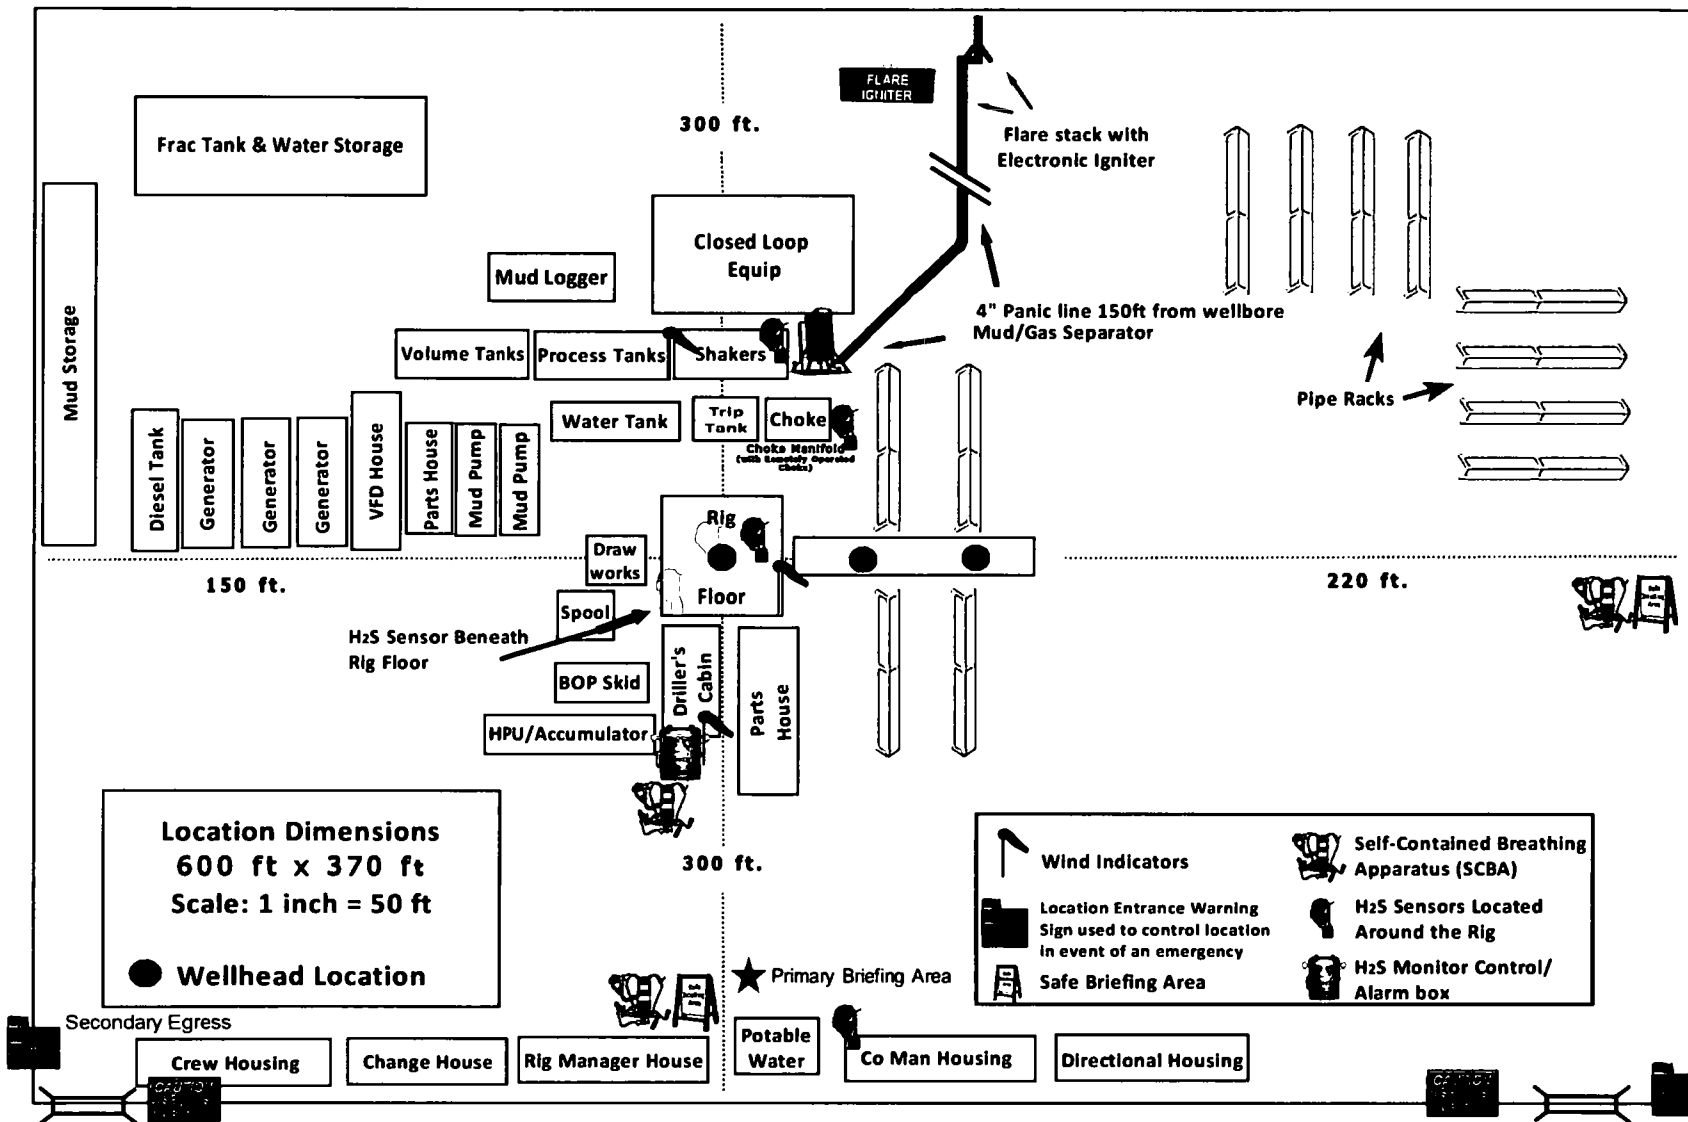 FLARE
IGNITER
300 ft.
Flare stack with
Electronic Igniter
Frac Tank & Water Storage
Mud Storage
Closed Loop
Equip
Mud Logger
4" Panic line 150ft from wellbore
Mud/Gas Separator
Volume Tanks
Process Tanks
Shakers
Pipe Racks
Water Tank
Trip
Tank
Choke
Choke Manifold
(with Remotely Operated
Choke)
Diesel Tank
Generator
Generator
Generator
VFD House
Parts House
Mud Pump
Mud Pump
Rig
Floor
Draw
works
150 ft.
220 ft.
Spool
H2S Sensor Beneath
Rig Floor
BOP Skid
Driller's
Cabin
Parts
House
HPU/Accumulator
Location Dimensions
600 ft x 370 ft
Scale: 1 inch = 50 ft
Wellhead Location
300 ft.
Wind Indicators
Location Entrance Warning
Sign used to control location
in event of an emergency
Safe Briefing Area
Self-Contained Breathing
Apparatus (SCBA)
H2S Sensors Located
Around the Rig
H2S Monitor Control/
Alarm box
Primary Briefing Area
Secondary Egress
Crew Housing
Change House
Rig Manager House
Potable
Water
Co Man Housing
Directional Housing
CAUTION